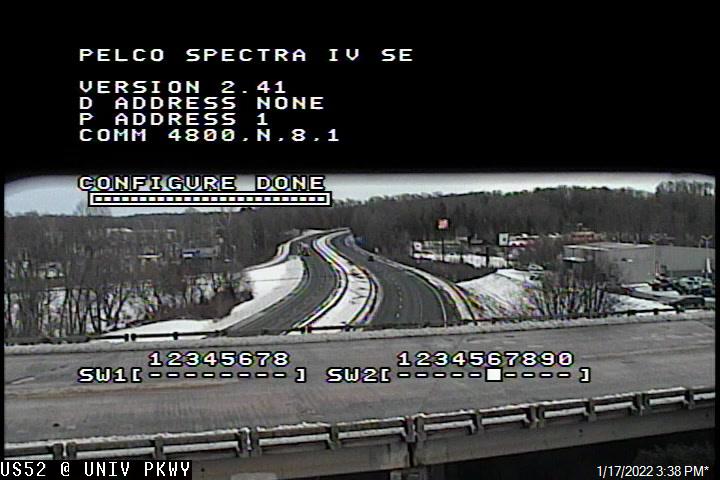 PELCO SPECTRA IV SE
VERSION 2.41
D ADDRESS NONE
P ADDRESS 1
COMM 4800,N,8,1
CONFIGURE DONE
12345678 1234567890
SW1[--------] SW2[-----■----]
US52 @ UNIV PKWY
1/17/2022 3:38 PM*